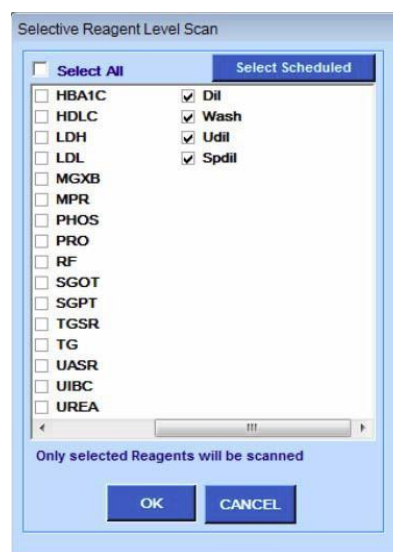 Selective Reagent Level Scan
Select All Select Scheduled
HBA1C Dil
HDLC Wash
LDH Udil
LDL Spdil
MGXB
MPR
PHOS
PRO
RF
SGOT
SGPT
TGSR
TG
UASR
UIBC
UREA
Only selected Reagents will be scanned
OK CANCEL